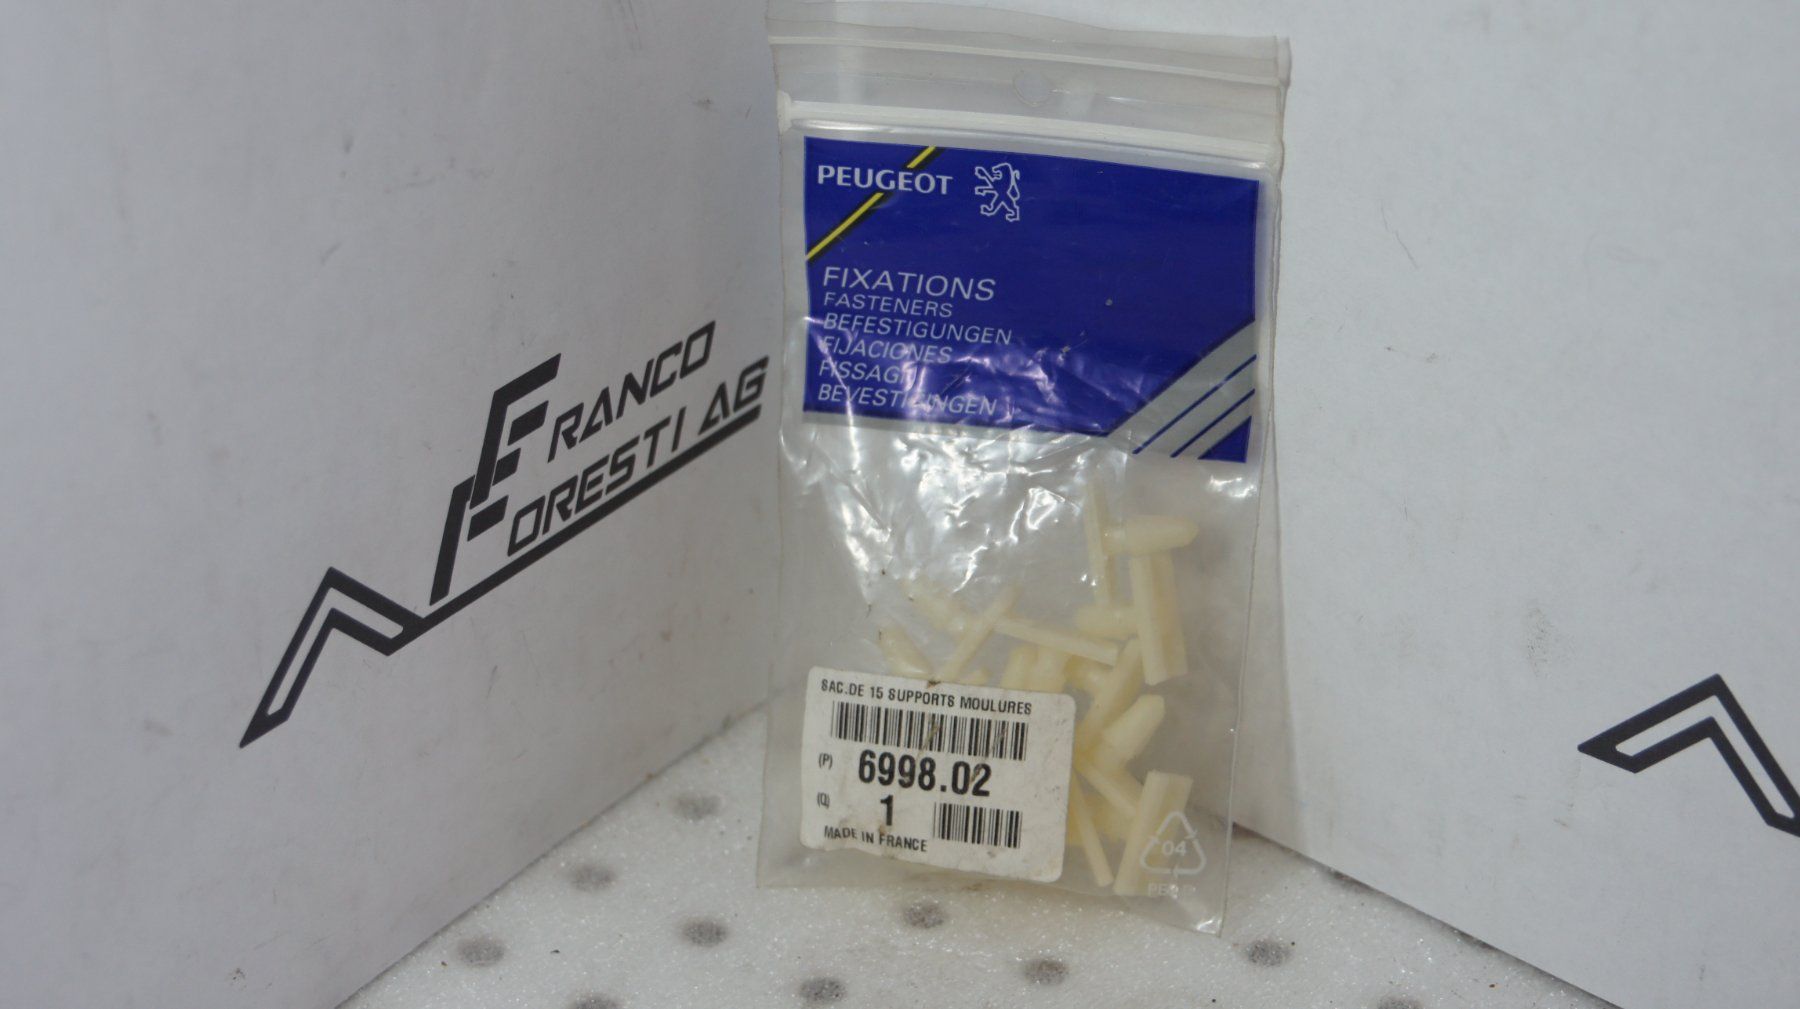 FRANCO
FORESTI AG
PEUGEOT
FIXATIONS
FASTENERS
BEFESTIGUNGEN
FIJACIONES
SAC.DE 15 SUPPORTS MOULURES
(P) 6998.02
(Q) 1
MADE IN FRANCE
04